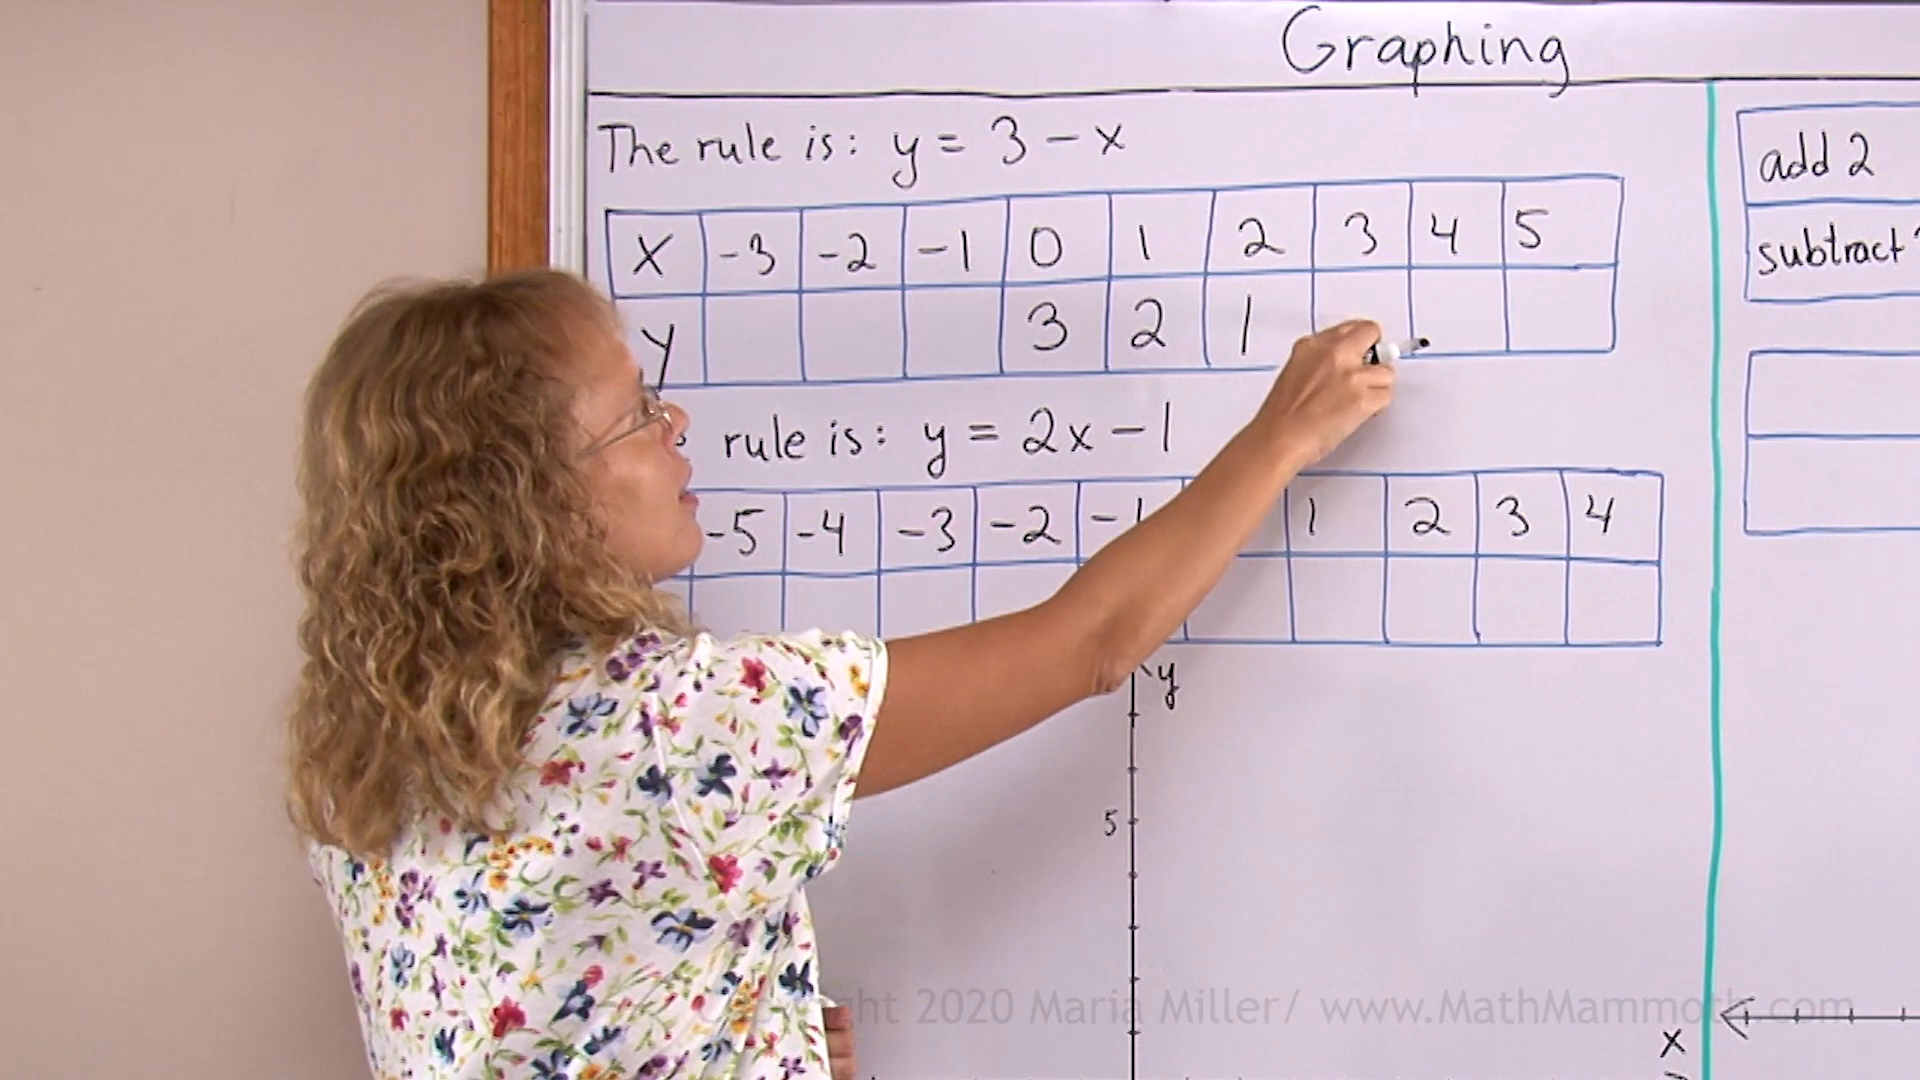 Graphing
The rule is: y = 3 - x
add 2
x -3 -2 -1 0 1 2 3 4 5
subtract
y 3 2 1
rule is: y = 2x - 1
-5 -4 -3 -2 -1 1 2 3 4
y
5
Copyright 2020 Maria Miller/ www.MathMammoth.com
x